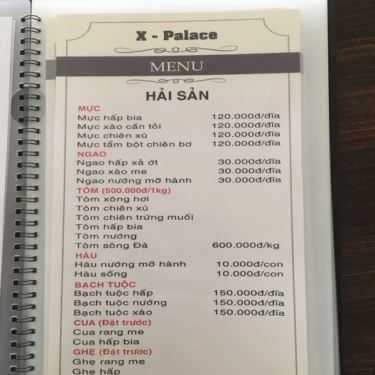 X - Palace
MENU
HẢI SẢN
MỰC
Mực hấp bia 120.000đ/đĩa
Mực xào cần tỏi 120.000đ/đĩa
Mực chiên xù 120.000đ/đĩa
Mực tẩm bột chiên bơ 120.000đ/đĩa
NGAO
Ngao hấp xả ớt 30.000đ/đĩa
Ngao xào me 30.000đ/đĩa
Ngao nướng mỡ hành 30.000đ/đĩa
TÔM (500.000đ/1kg)
Tôm xông hơi
Tôm chiên xù
Tôm chiên trứng muối
Tôm hấp bia
Tôm nướng
Tôm sông Đà 600.000đ/kg
HÀU
Hàu nướng mỡ hành 10.000đ/con
Hàu sống 10.000đ/con
BẠCH TUỘC
Bạch tuộc hấp 150.000đ/đĩa
Bạch tuộc nướng 150.000đ/đĩa
Bạch tuộc xào 150.000đ/đĩa
CUA (Đặt trước)
Cua rang me
Cua hấp bia
GHẸ (Đặt trước)
Ghẹ rang me
Ghẹ hấp